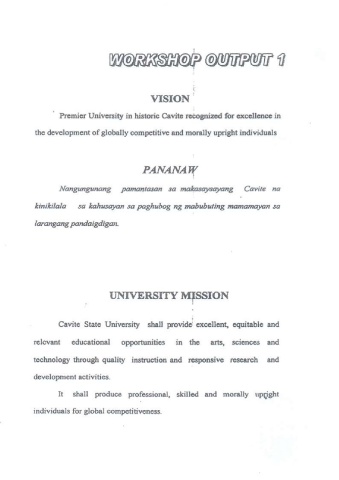 WORKSHOP OUTPUT 1
VISION
Premier University in historic Cavite recognized for excellence in
the development of globally competitive and morally upright individuals
PANANAW
Nangungunang pamantasan sa makasaysayang Cavite na
kinikilala sa kahusayan sa paghubog ng mabubuting mamamayan sa
larangang pandaigdigan.
UNIVERSITY MISSION
Cavite State University shall provide excellent, equitable and
relevant educational opportunities in the arts, sciences and
technology through quality instruction and responsive research and
development activities.
It shall produce professional, skilled and morally upright
individuals for global competitiveness.